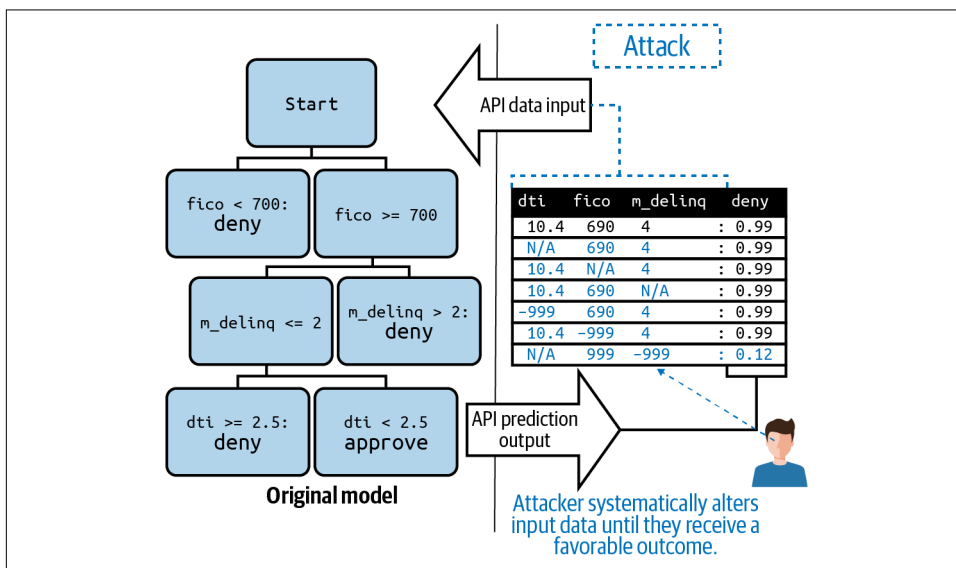 Attack
Start
API data input
fico < 700:
deny
fico >= 700
dti fico m_delinq deny
10.4 690 4 : 0.99
N/A 690 4 : 0.99
10.4 N/A 4 : 0.99
10.4 690 N/A : 0.99
-999 690 4 : 0.99
10.4 -999 4 : 0.99
N/A 999 -999 : 0.12
m_delinq <= 2
m_delinq > 2:
deny
dti >= 2.5:
deny
dti < 2.5
approve
API prediction
output
Original model
Attacker systematically alters
input data until they receive a
favorable outcome.